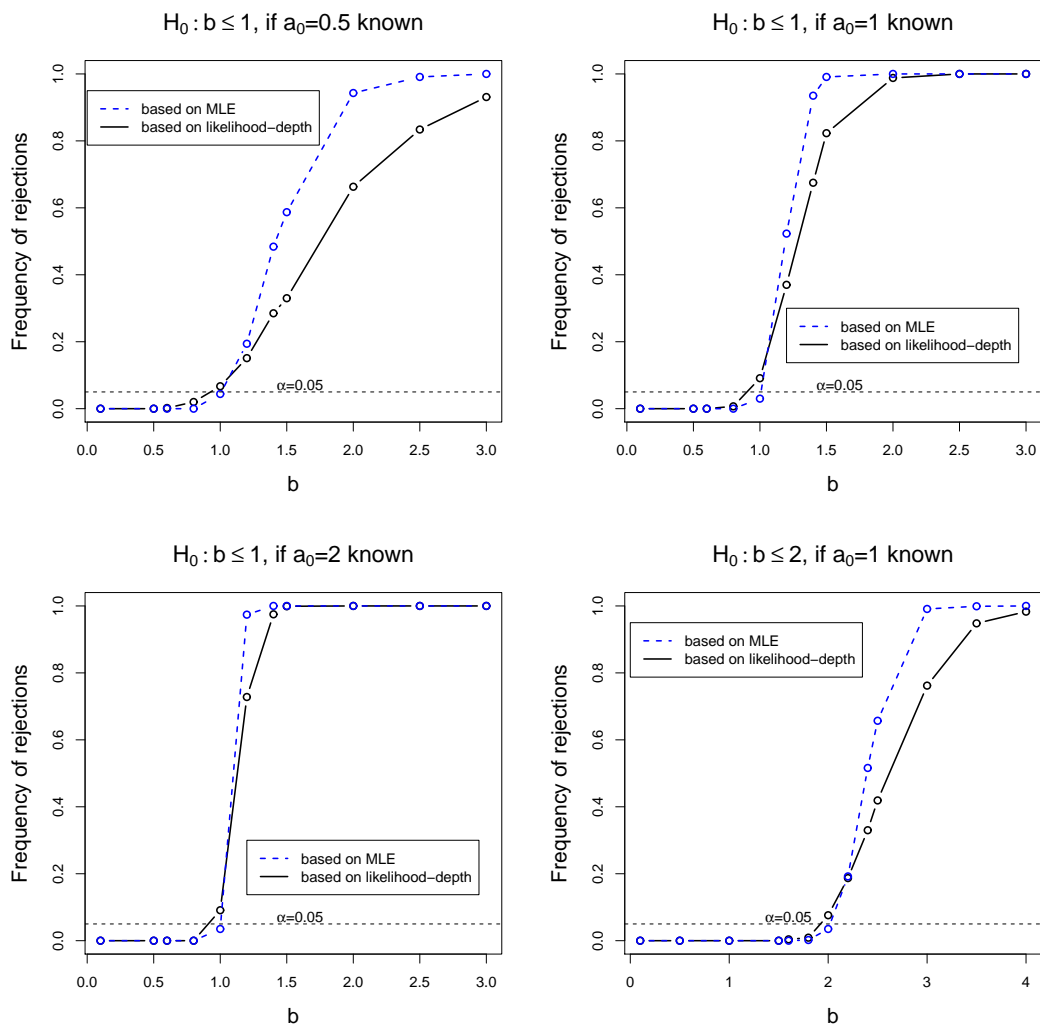 H₀ : b ≤ 1, if a₀=0.5 known
Frequency of rejections
1.0
0.8
0.6
0.4
0.2
0.0
based on MLE
based on likelihood−depth
α=0.05
0.0 0.5 1.0 1.5 2.0 2.5 3.0
b
H₀ : b ≤ 1, if a₀=1 known
Frequency of rejections
1.0
0.8
0.6
0.4
0.2
0.0
based on MLE
based on likelihood−depth
α=0.05
0.0 0.5 1.0 1.5 2.0 2.5 3.0
b
H₀ : b ≤ 1, if a₀=2 known
Frequency of rejections
1.0
0.8
0.6
0.4
0.2
0.0
based on MLE
based on likelihood−depth
α=0.05
0.0 0.5 1.0 1.5 2.0 2.5 3.0
b
H₀ : b ≤ 2, if a₀=1 known
Frequency of rejections
1.0
0.8
0.6
0.4
0.2
0.0
based on MLE
based on likelihood−depth
α=0.05
0 1 2 3 4
b